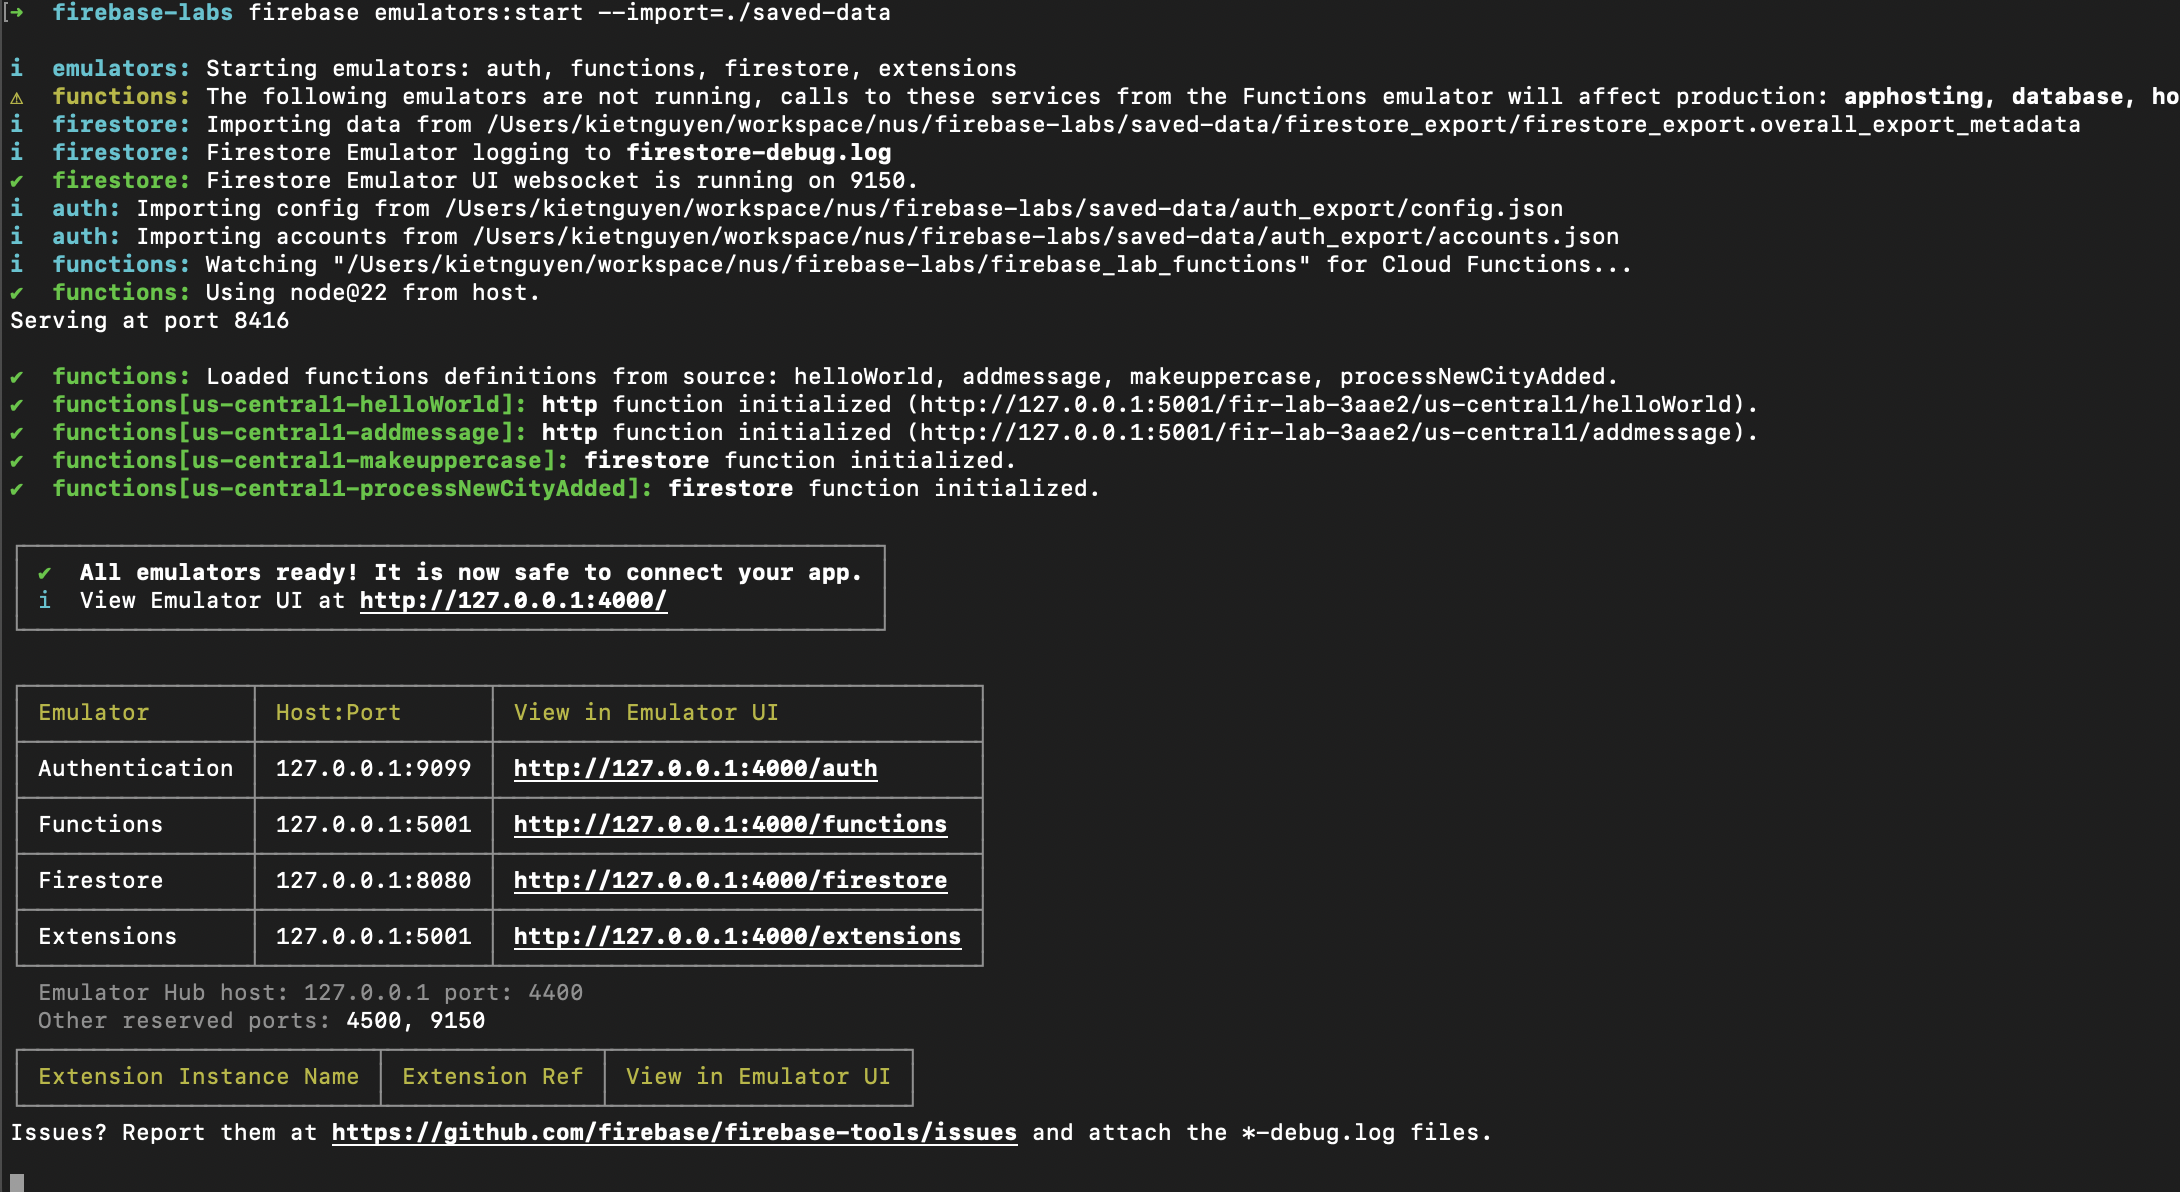 ➜ firebase-labs firebase emulators:start --import=./saved-data
i emulators: Starting emulators: auth, functions, firestore, extensions
⚠ functions: The following emulators are not running, calls to these services from the Functions emulator will affect production: apphosting, database, ho
i firestore: Importing data from /Users/kietnguyen/workspace/nus/firebase-labs/saved-data/firestore_export/firestore_export.overall_export_metadata
i firestore: Firestore Emulator logging to firestore-debug.log
✔ firestore: Firestore Emulator UI websocket is running on 9150.
i auth: Importing config from /Users/kietnguyen/workspace/nus/firebase-labs/saved-data/auth_export/config.json
i auth: Importing accounts from /Users/kietnguyen/workspace/nus/firebase-labs/saved-data/auth_export/accounts.json
i functions: Watching "/Users/kietnguyen/workspace/nus/firebase-labs/firebase_lab_functions" for Cloud Functions...
✔ functions: Using node@22 from host.
Serving at port 8416
✔ functions: Loaded functions definitions from source: helloWorld, addmessage, makeuppercase, processNewCityAdded.
✔ functions[us-central1-helloWorld]: http function initialized (http://127.0.0.1:5001/fir-lab-3aae2/us-central1/helloWorld).
✔ functions[us-central1-addmessage]: http function initialized (http://127.0.0.1:5001/fir-lab-3aae2/us-central1/addmessage).
✔ functions[us-central1-makeuppercase]: firestore function initialized.
✔ functions[us-central1-processNewCityAdded]: firestore function initialized.
✔ All emulators ready! It is now safe to connect your app.
i View Emulator UI at http://127.0.0.1:4000/
Emulator Host:Port View in Emulator UI
Authentication 127.0.0.1:9099 http://127.0.0.1:4000/auth
Functions 127.0.0.1:5001 http://127.0.0.1:4000/functions
Firestore 127.0.0.1:8080 http://127.0.0.1:4000/firestore
Extensions 127.0.0.1:5001 http://127.0.0.1:4000/extensions
Emulator Hub host: 127.0.0.1 port: 4400
Other reserved ports: 4500, 9150
Extension Instance Name Extension Ref View in Emulator UI
Issues? Report them at https://github.com/firebase/firebase-tools/issues and attach the *-debug.log files.